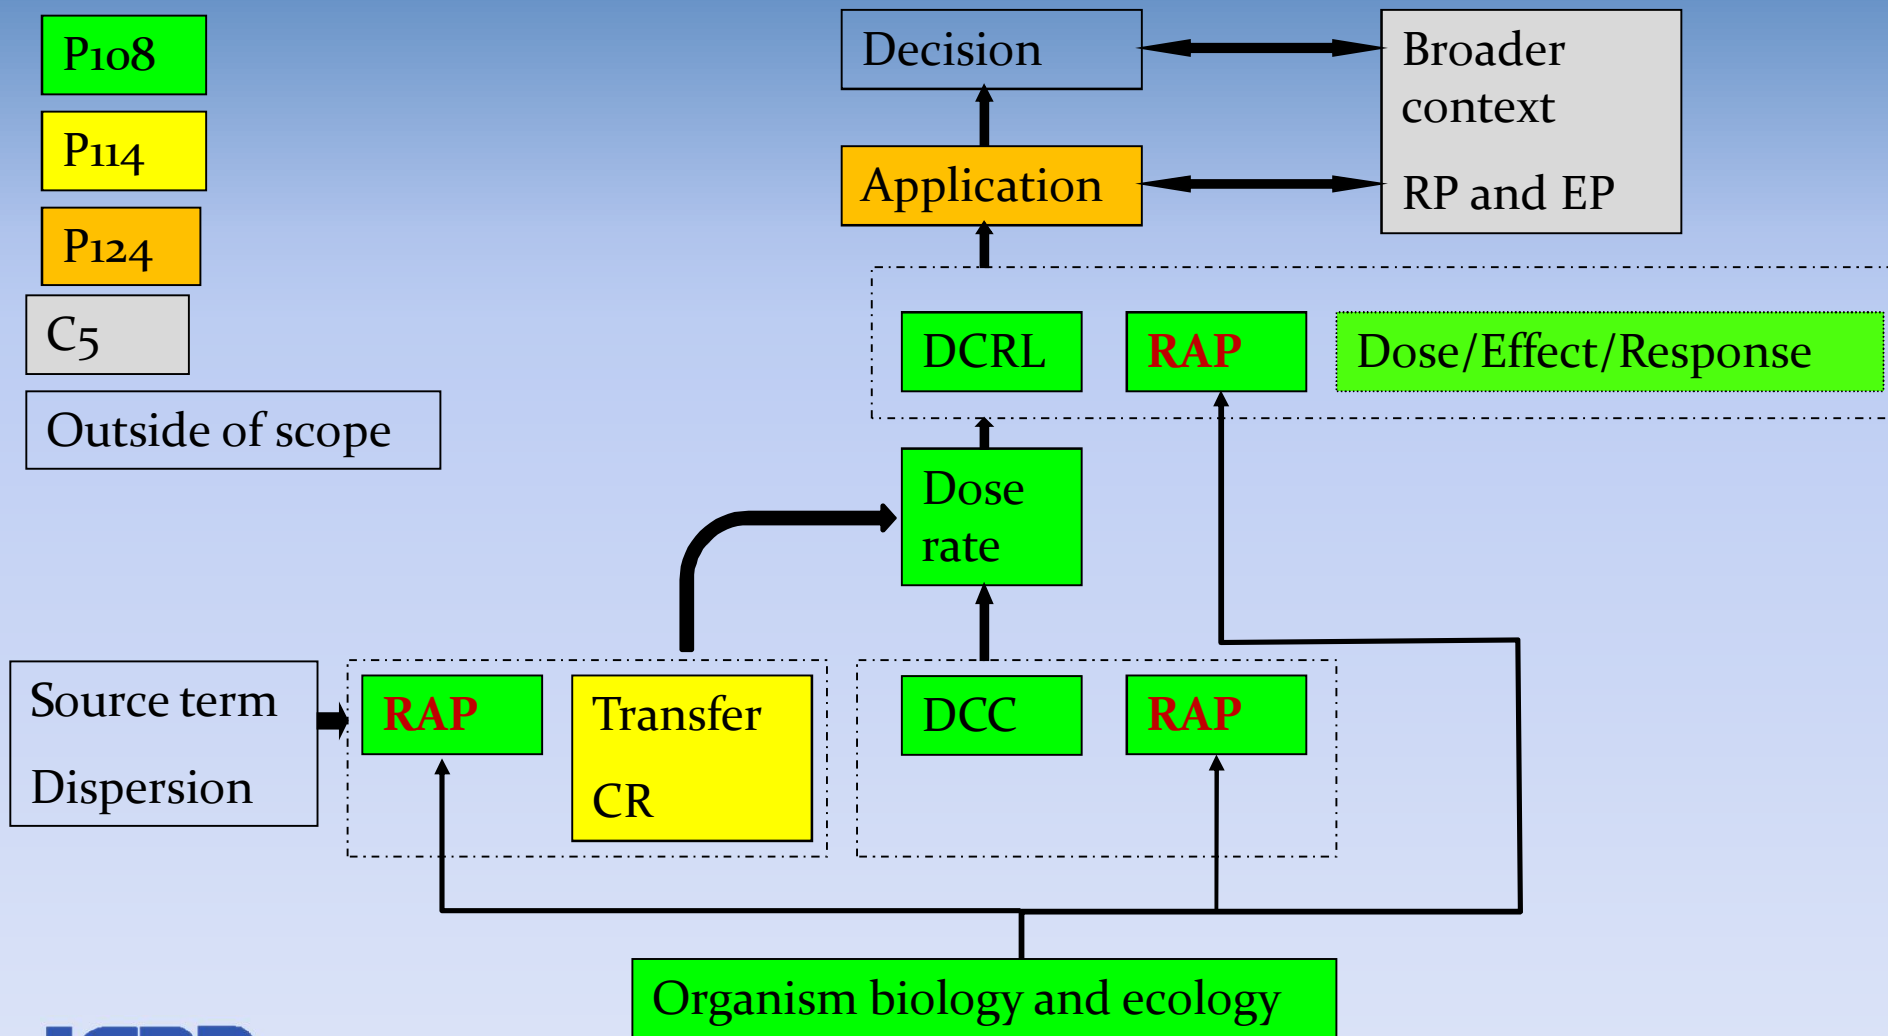 P108
P114
P124
C5
Outside of scope
Decision
Broader
context
RP and EP
Application
DCRL
RAP
Dose/Effect/Response
Dose
rate
Source term
Dispersion
RAP
Transfer
CR
DCC
RAP
Organism biology and ecology